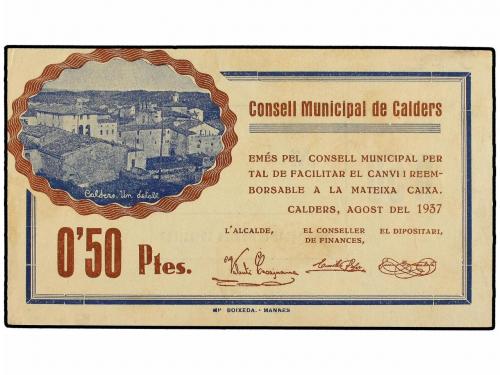 Consell Municipal de Calders
EMÉS PEL CONSELL MUNICIPAL PER
TAL DE FACILITAR EL CANVI I REEM-
BORSABLE A LA MATEIXA CAIXA.
CALDERS, AGOST DEL 1937
L'ALCALDE,
EL CONSELLER
DE FINANCES,
EL DIPOSITARI,
Calders. Un detall
0'50 Ptes.
BOIXEDA. - MANRES